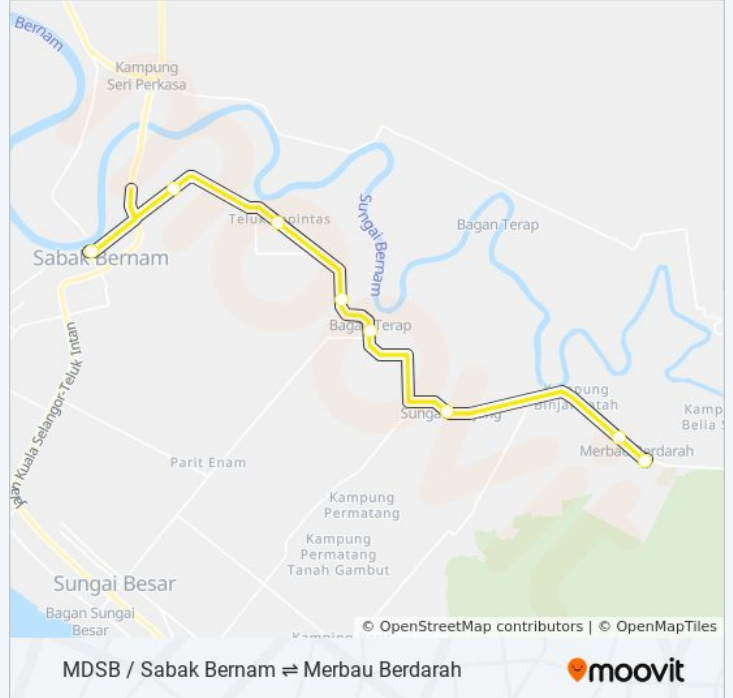 Bernam
Kampung
Seri Perkasa
Sungai Bernam
Bagan Terap
Sabak Bernam
Bagan Terap
Jalan Kuala Selangor-Teluk Intan
Kampung
Merbau Berdarah
Parit Enam
Kampung
Permatang
Kampung
Permatang
Tanah Gambut
Sungai Besar
Bagan Sungai
Besar
© OpenStreetMap contributors | © OpenMapTiles
MDSB / Sabak Bernam ⇌ Merbau Berdarah
moovit